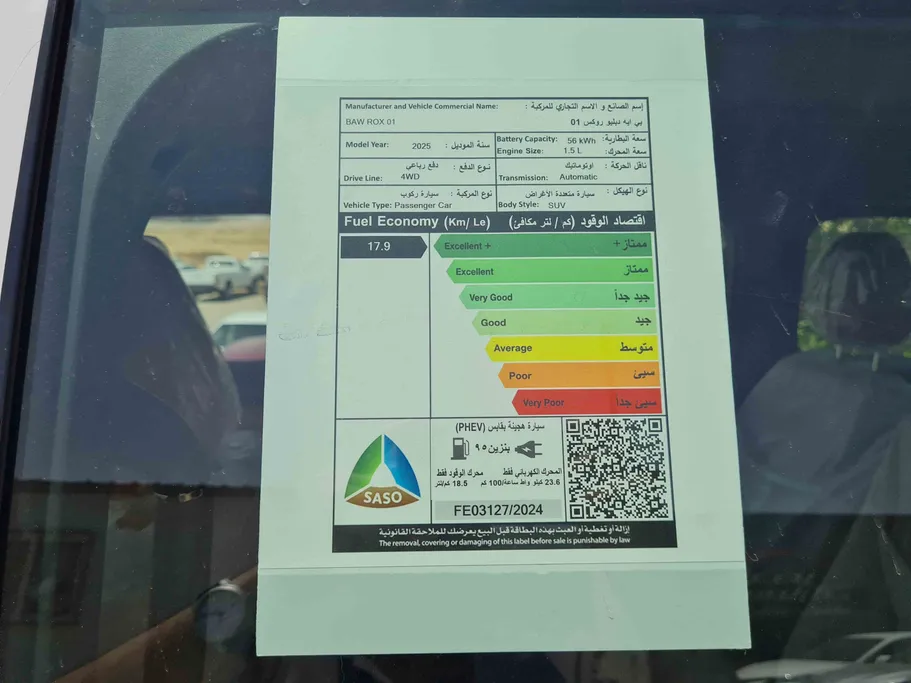 Manufacturer and Vehicle Commercial Name: إسم الصانع و الاسم التجاري للمركبة :
BAW ROX 01 بي ايه دبليو روكس 01
Model Year: 2025 سنة الموديل :
Battery Capacity: 56 kWh سعة البطارية:
Engine Size: 1.5 L سعة المحرك:
Drive Line: 4WD دفع رباعي نوع الدفع :
Transmission: Automatic اوتوماتيك ناقل الحركة :
Vehicle Type: Passenger Car سيارة ركوب نوع المركبة :
Body Style: SUV سيارة متعددة الأغراض نوع الهيكل :
Fuel Economy (Km/ Le) اقتصاد الوقود (كم / لتر مكافئ)
17.9
Excellent + ممتاز +
Excellent ممتاز
Very Good جيد جداً
Good جيد
Average متوسط
Poor سيئ
Very Poor سيئ جداً
SASO
سيارة هجينة بقابس (PHEV)
بنزين ٩٥
محرك الوقود فقط
18.5 كم/لتر
المحرك الكهربائي فقط
23.6 كيلو واط ساعة/100 كم
FE03127/2024
إزالة أو تغطية أو العبث بهذه البطاقة قبل البيع يعرضك للملاحقة القانونية
The removal, covering or damaging of this label before sale is punishable by law